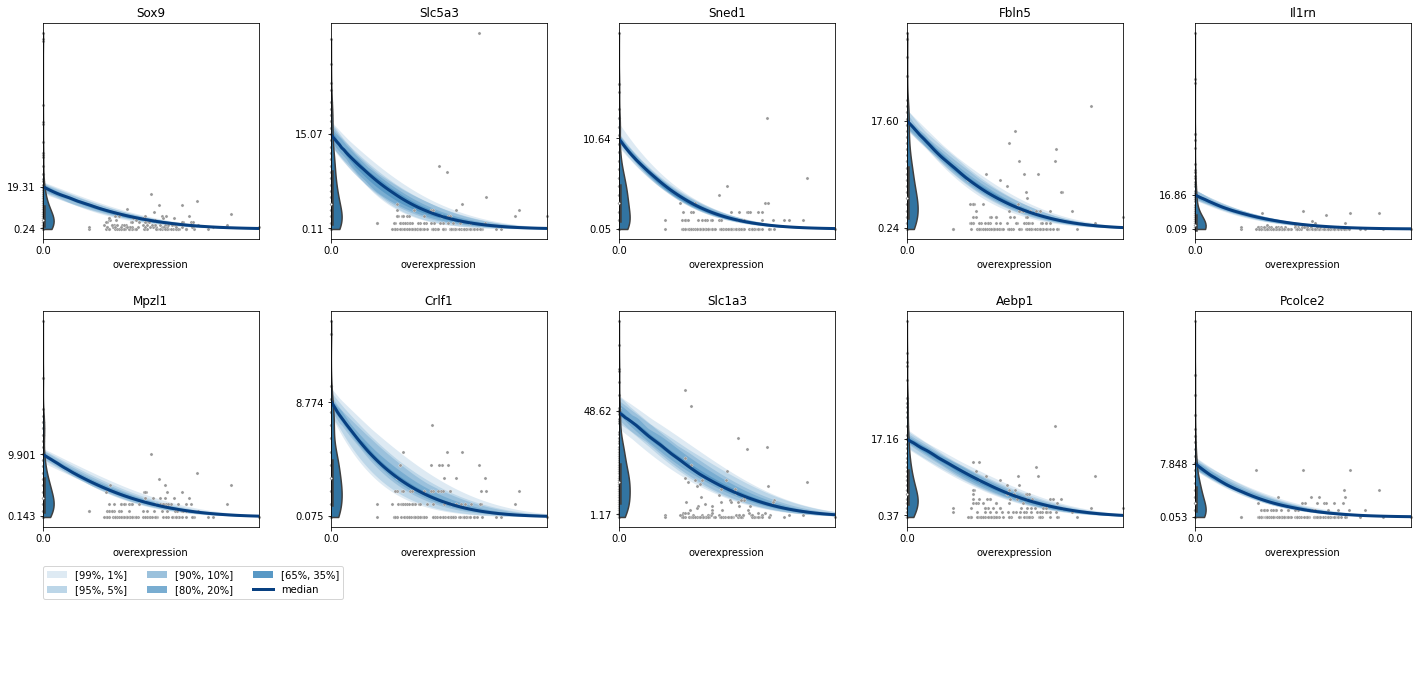 Sox9
Slc5a3
Sned1
Fbln5
Il1rn
19.31
0.24
0.0
overexpression
15.07
0.11
0.0
overexpression
10.64
0.05
0.0
overexpression
17.60
0.24
0.0
overexpression
16.86
0.09
0.0
overexpression
Mpzl1
Crlf1
Slc1a3
Aebp1
Pcolce2
9.901
0.143
0.0
overexpression
8.774
0.075
0.0
overexpression
48.62
1.17
0.0
overexpression
17.16
0.37
0.0
overexpression
7.848
0.053
0.0
overexpression
[99%, 1%]
[95%, 5%]
[90%, 10%]
[80%, 20%]
[65%, 35%]
median